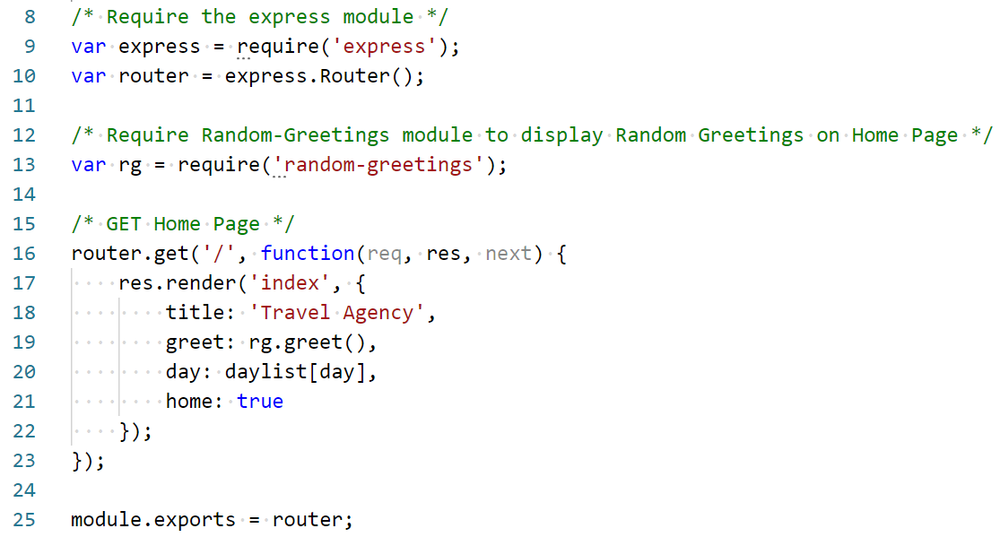 8 /* Require the express module */
9 var express = require('express');
10 var router = express.Router();
11
12 /* Require Random-Greetings module to display Random Greetings on Home Page */
13 var rg = require('random-greetings');
14
15 /* GET Home Page */
16 router.get('/', function(req, res, next) {
17     res.render('index', {
18         title: 'Travel Agency',
19         greet: rg.greet(),
20         day: daylist[day],
21         home: true
22     });
23 });
24
25 module.exports = router;